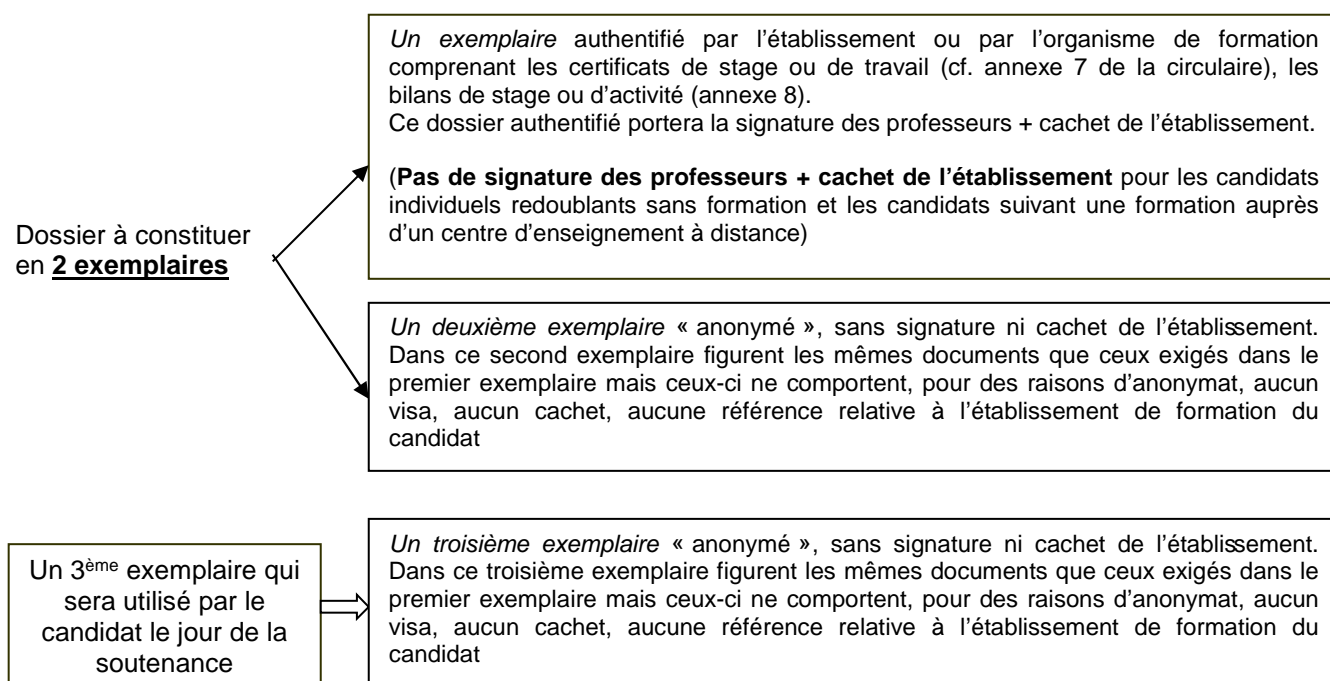 Un exemplaire authentifié par l’établissement ou par l’organisme de formation
comprenant les certificats de stage ou de travail (cf. annexe 7 de la circulaire), les
bilans de stage ou d’activité (annexe 8).
Ce dossier authentifié portera la signature des professeurs + cachet de l’établissement.
(Pas de signature des professeurs + cachet de l’établissement pour les candidats
individuels redoublants sans formation et les candidats suivant une formation auprès
d’un centre d’enseignement à distance)
Dossier à constituer
en 2 exemplaires
Un deuxième exemplaire « anonymé », sans signature ni cachet de l’établissement.
Dans ce second exemplaire figurent les mêmes documents que ceux exigés dans le
premier exemplaire mais ceux-ci ne comportent, pour des raisons d’anonymat, aucun
visa, aucun cachet, aucune référence relative à l’établissement de formation du
candidat
Un 3ème exemplaire qui
sera utilisé par le
candidat le jour de la
soutenance
Un troisième exemplaire « anonymé », sans signature ni cachet de l’établissement.
Dans ce troisième exemplaire figurent les mêmes documents que ceux exigés dans le
premier exemplaire mais ceux-ci ne comportent, pour des raisons d’anonymat, aucun
visa, aucun cachet, aucune référence relative à l’établissement de formation du
candidat